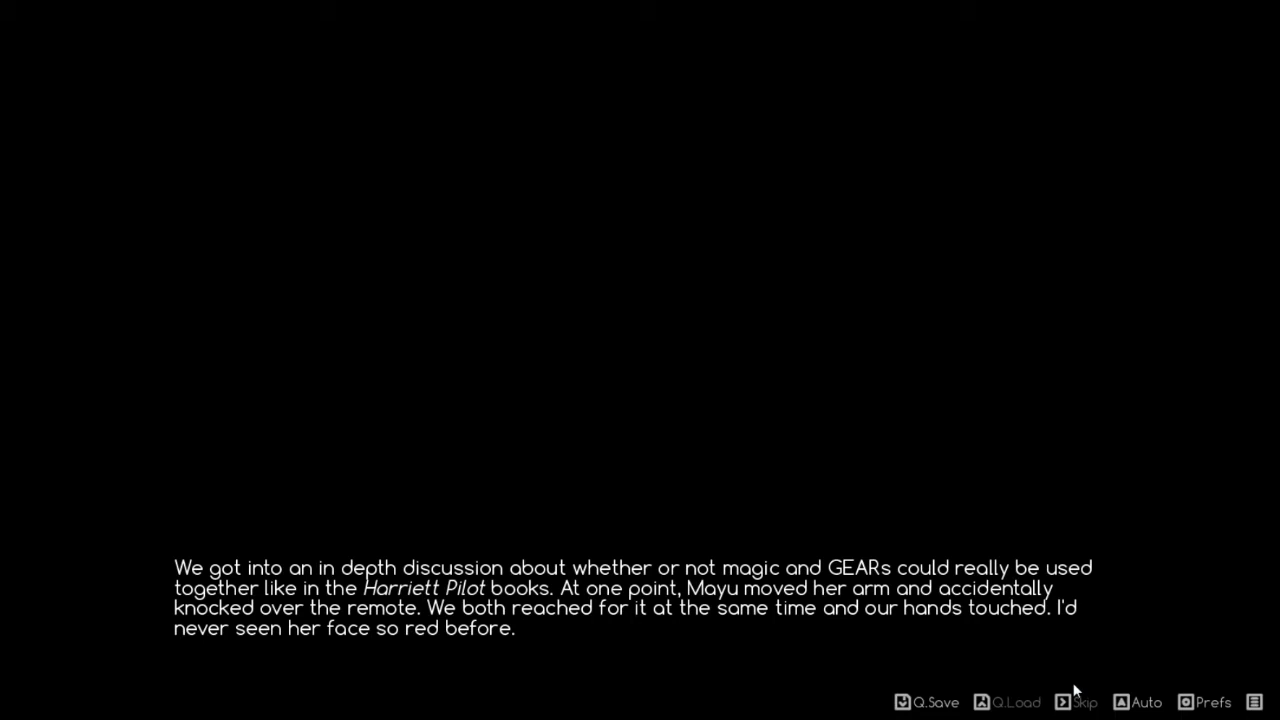 We got into an in depth discussion about whether or not magic and GEARs could really be used
together like in the Harriett Pilot books. At one point, Mayu moved her arm and accidentally
knocked over the remote. We both reached for it at the same time and our hands touched. I'd
never seen her face so red before.
Q.Save Q.Load Skip Auto Prefs